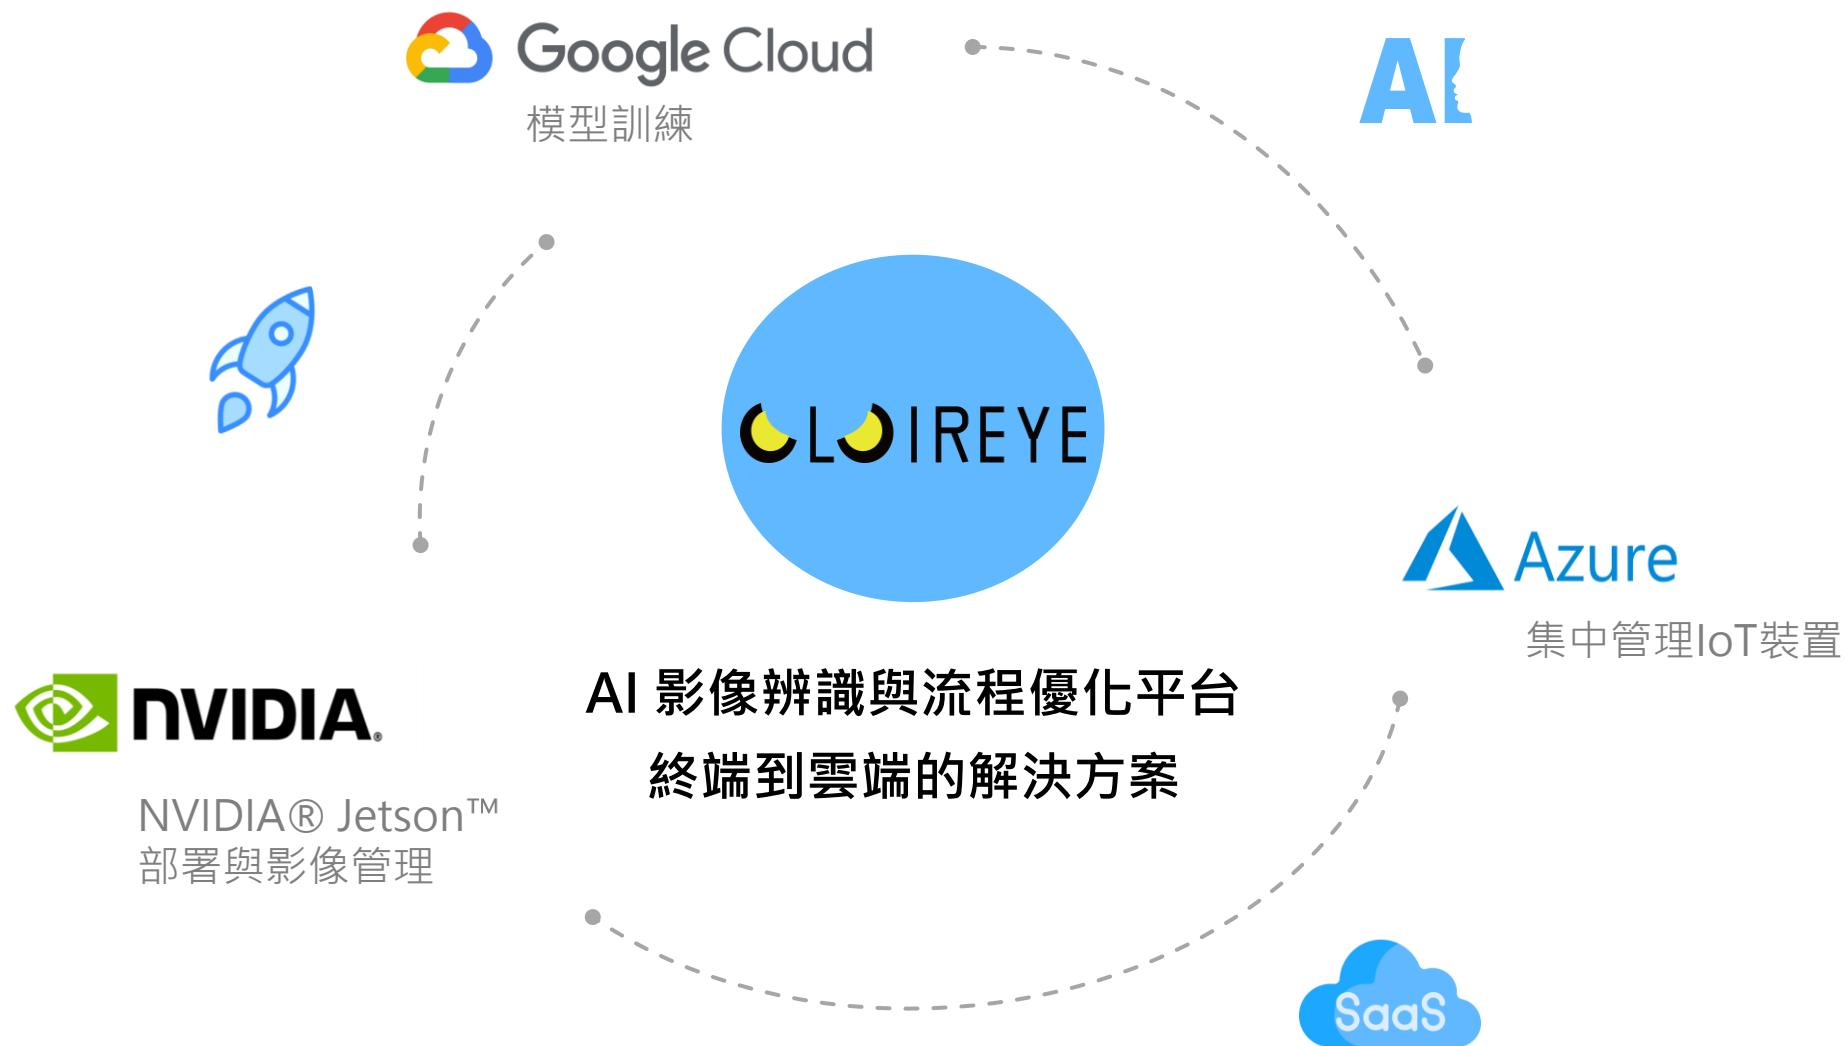 Google Cloud
模型訓練
AI
CLOIREYE
Azure
集中管理IoT裝置
AI 影像辨識與流程優化平台
終端到雲端的解決方案
NVIDIA®
NVIDIA® Jetson™
部署與影像管理
SaaS